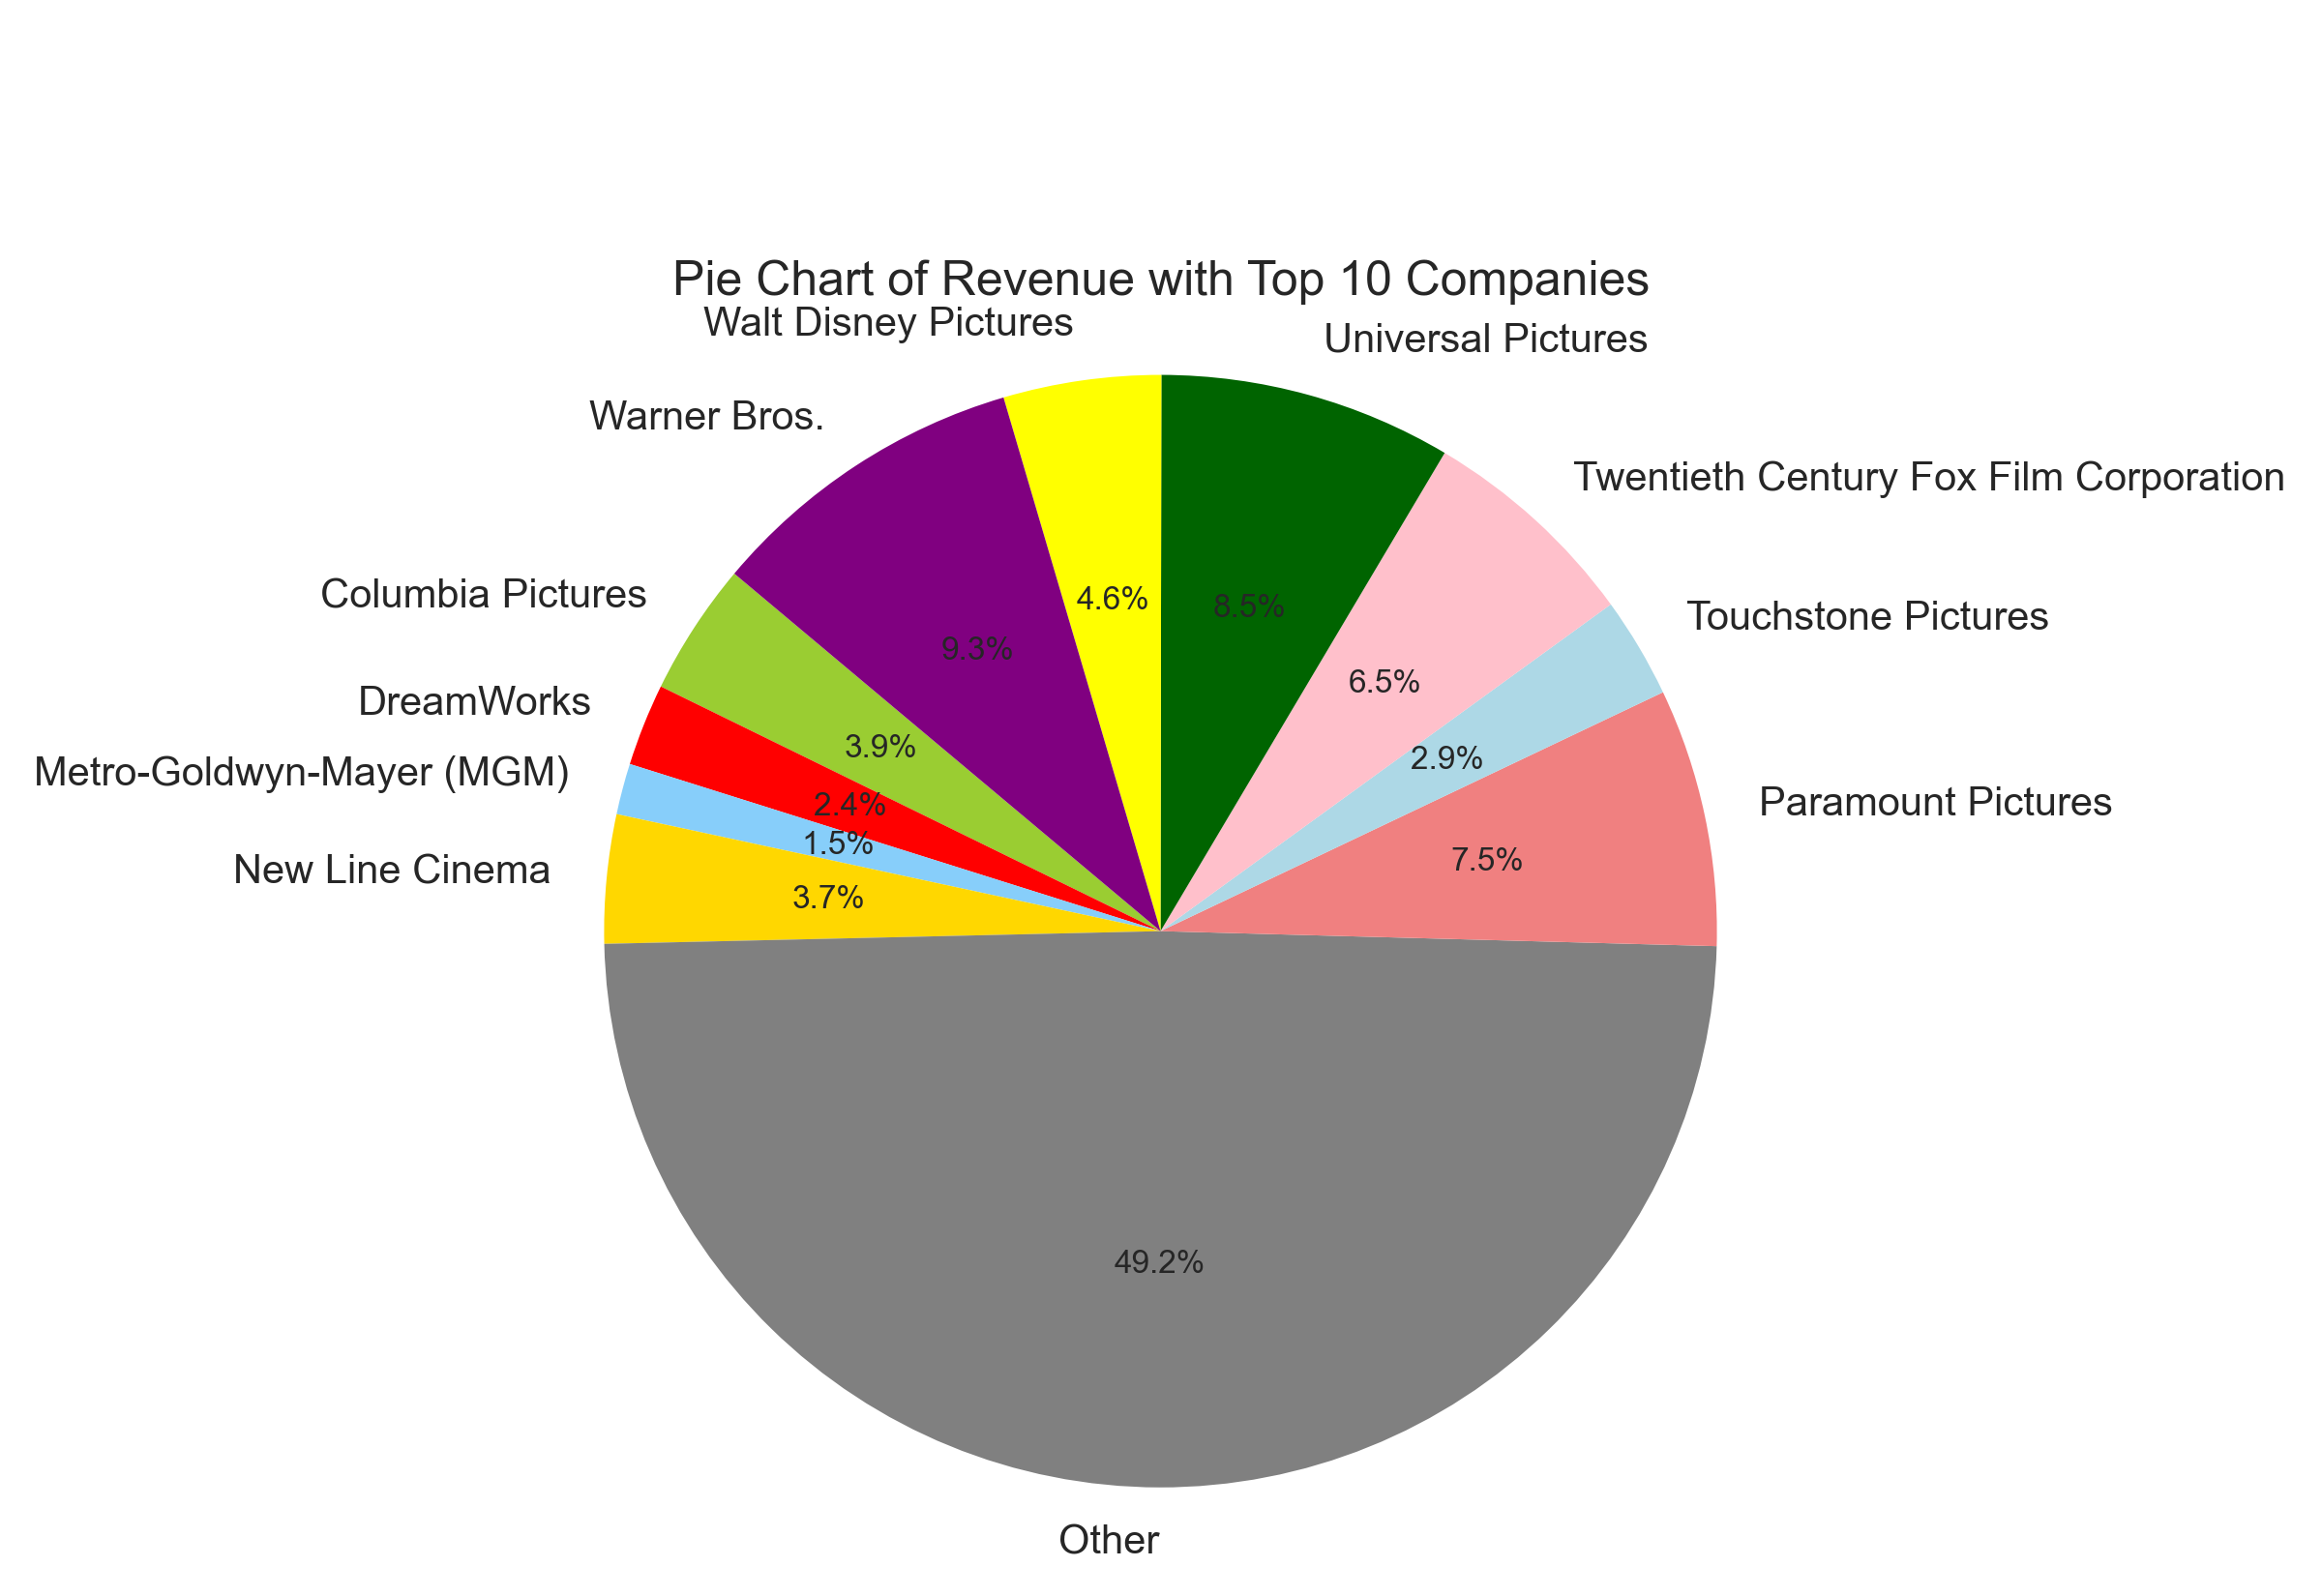 Pie Chart of Revenue with Top 10 Companies
Walt Disney Pictures
Universal Pictures
Warner Bros.
Twentieth Century Fox Film Corporation
Columbia Pictures
Touchstone Pictures
DreamWorks
Metro-Goldwyn-Mayer (MGM)
Paramount Pictures
New Line Cinema
4.6%
8.5%
9.3%
6.5%
3.9%
2.9%
2.4%
1.5%
7.5%
3.7%
49.2%
Other